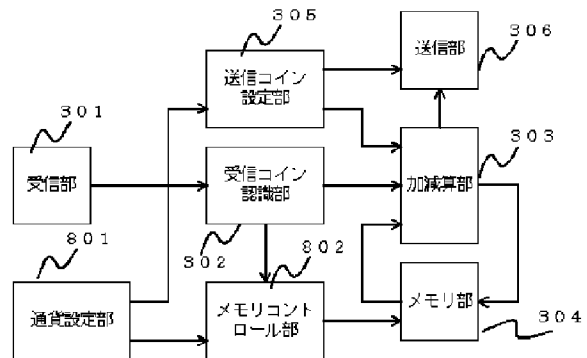 ３０５
３０６
送信コイン
設定部
送信部
３０１
３０３
受信部
受信コイン
認識部
加減算部
８０１
３０２
８０２
通貨設定部
メモリコント
ロール部
メモリ部
３０４